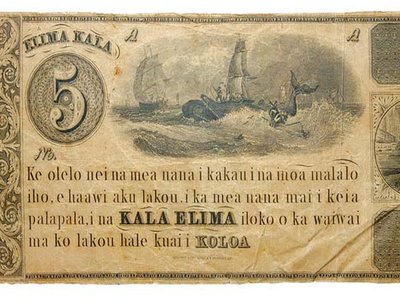 ELIMA KALA
A
A
5
No.
Ke olelo nei na mea nana i kakau i na inoa malalo
iho, e haawi aku lakou. i ka mea nana mai i keia
palapala, i na KALA ELIMA iloko o ka waiwai
ma ko lakou hale kuai i KOLOA